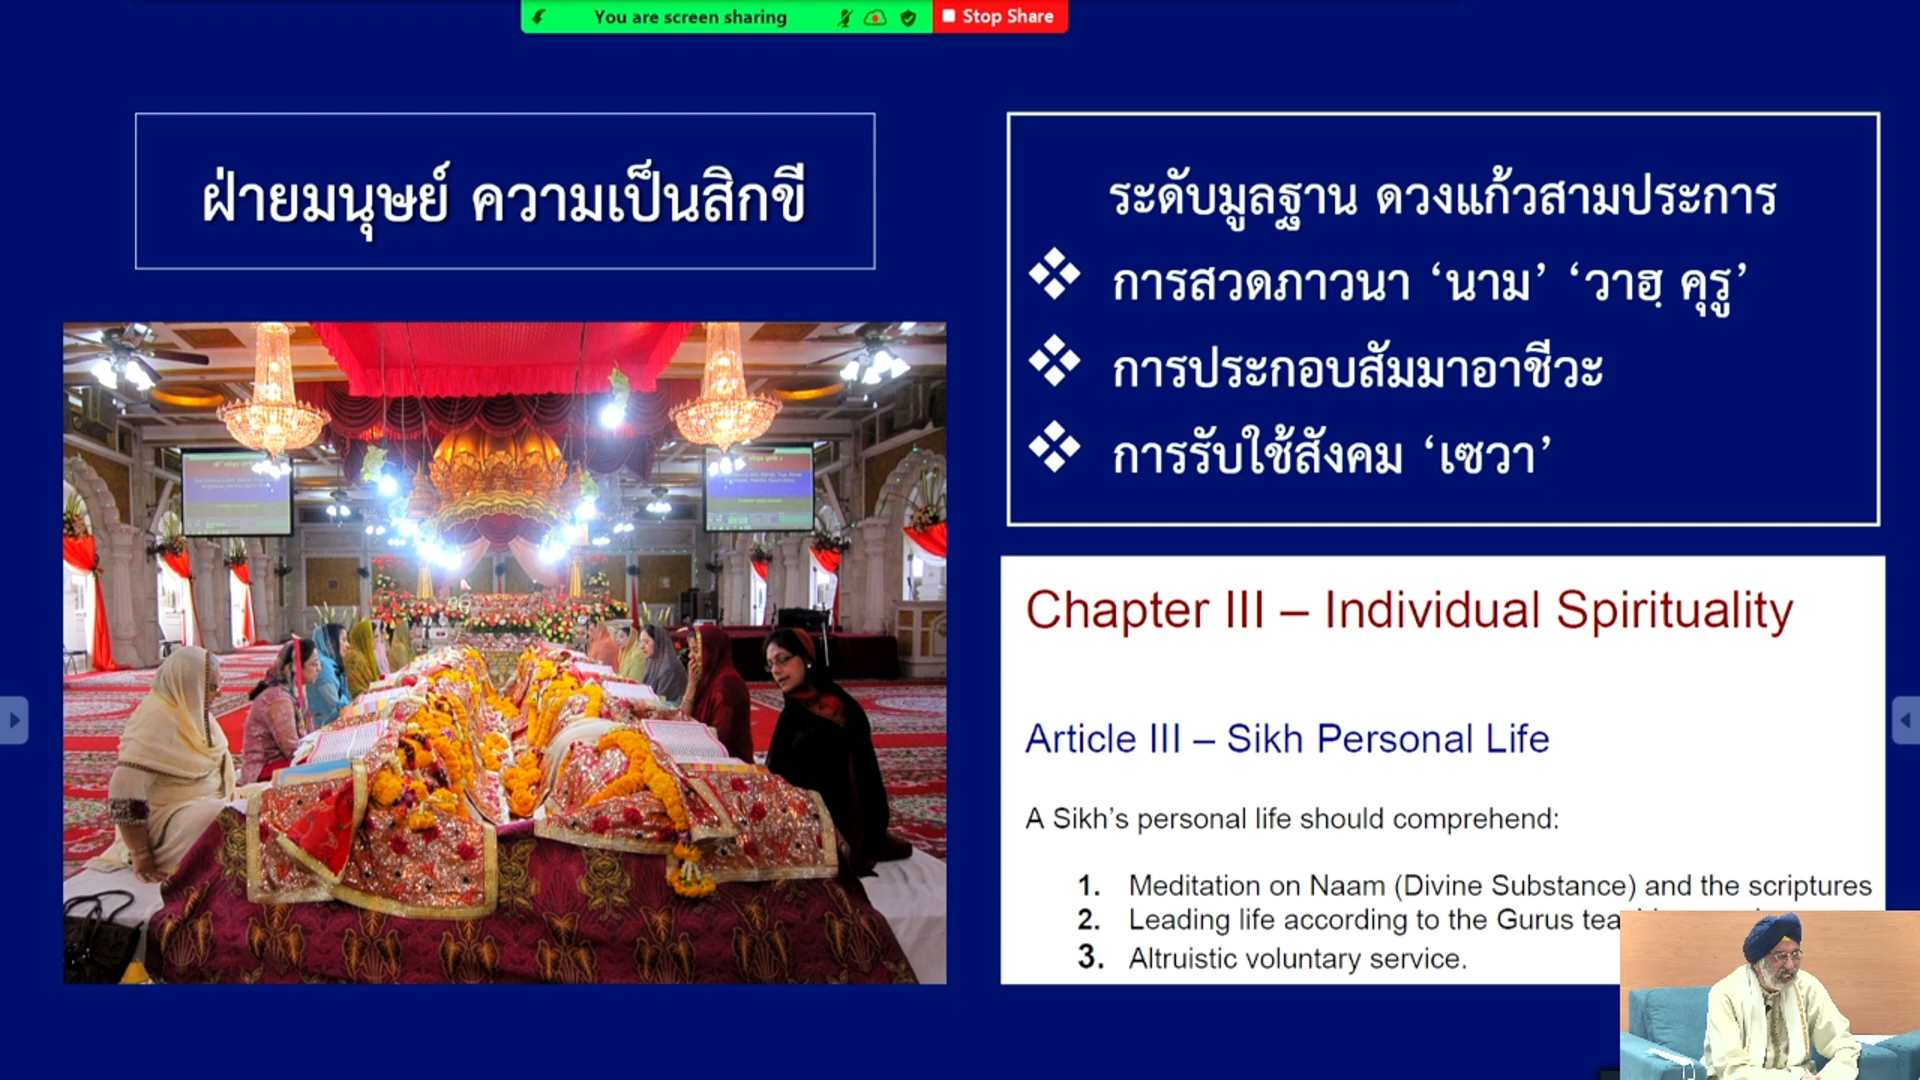 You are screen sharing
Stop Share
ฝ่ายมนุษย์ ความเป็นสิกขี
ระดับมูลฐาน ดวงแก้วสามประการ
❖ การสวดภาวนา ‘นาม’ ‘วาฮฺ คุรู’
❖ การประกอบสัมมาอาชีวะ
❖ การรับใช้สังคม ‘เซวา’
Chapter III – Individual Spirituality
Article III – Sikh Personal Life
A Sikh’s personal life should comprehend:
1. Meditation on Naam (Divine Substance) and the scriptures
2. Leading life according to the Gurus
3. Altruistic voluntary service.